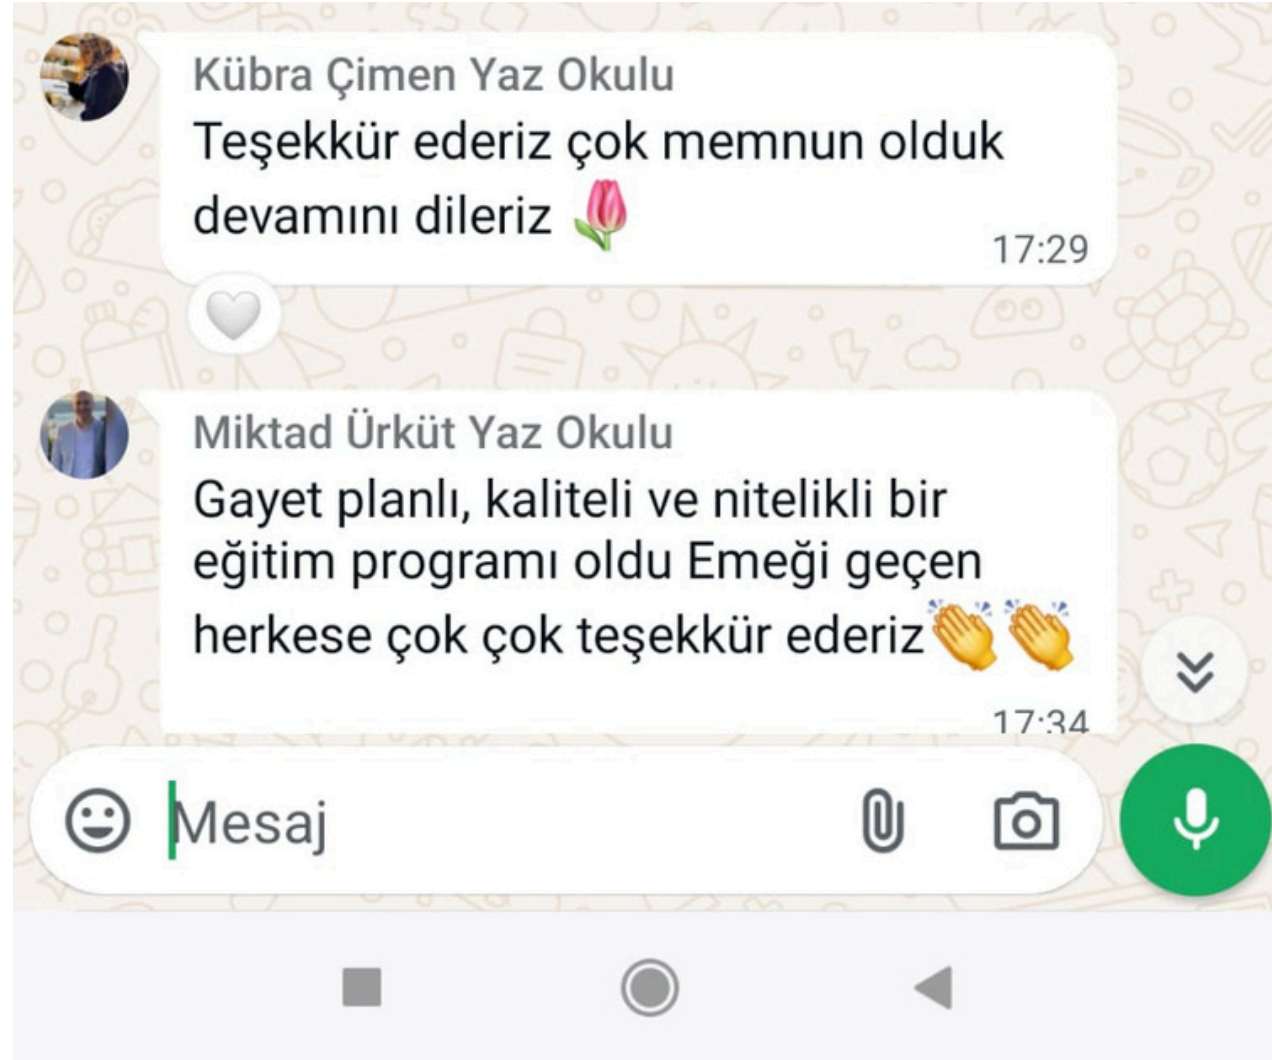 Kübra Çimen Yaz Okulu
Teşekkür ederiz çok memnun olduk
devamını dileriz 🌷
17:29
Miktad Ürküt Yaz Okulu
Gayet planlı, kaliteli ve nitelikli bir
eğitim programı oldu Emeği geçen
herkese çok çok teşekkür ederiz👏👏
17:34
Mesaj